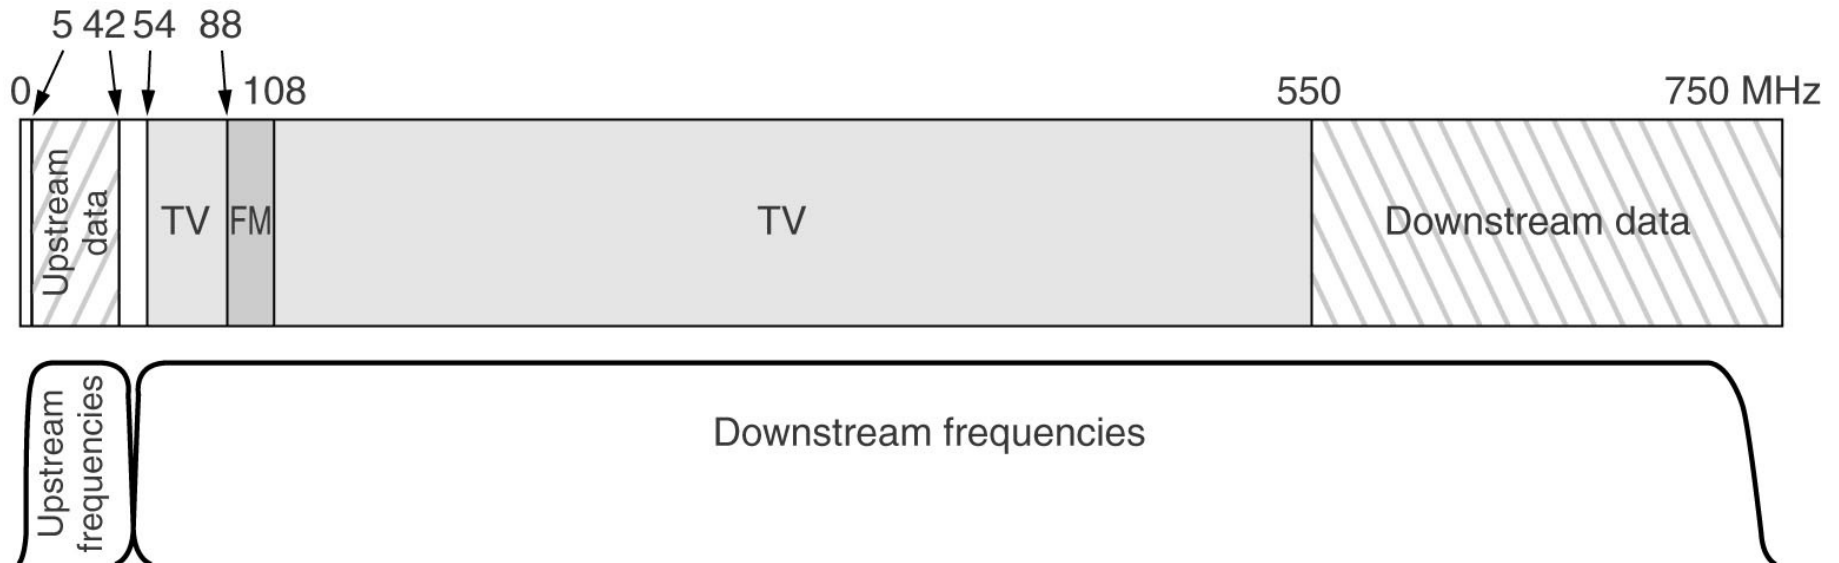 5 42 54 88
0 108 550 750 MHz
Upstream
data
TV
FM
TV
Downstream data
Upstream
frequencies
Downstream frequencies